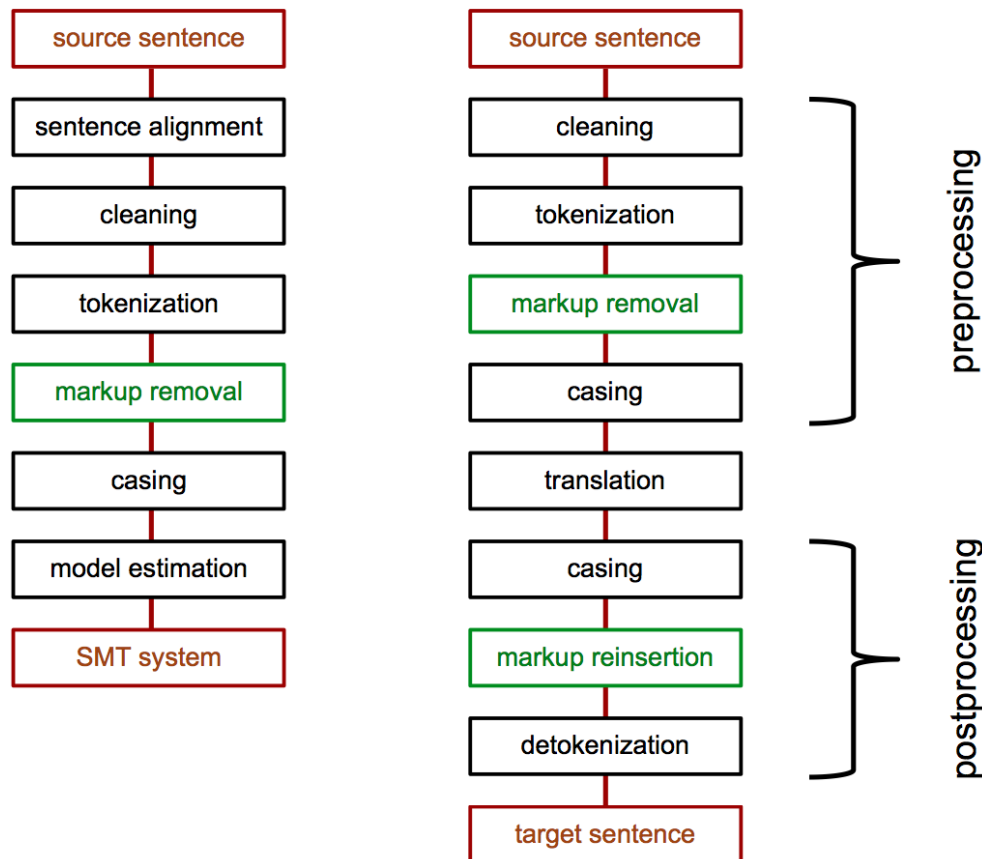 source sentence
sentence alignment
cleaning
tokenization
markup removal
casing
model estimation
SMT system
source sentence
cleaning
tokenization
markup removal
casing
translation
casing
markup reinsertion
detokenization
target sentence
preprocessing
postprocessing